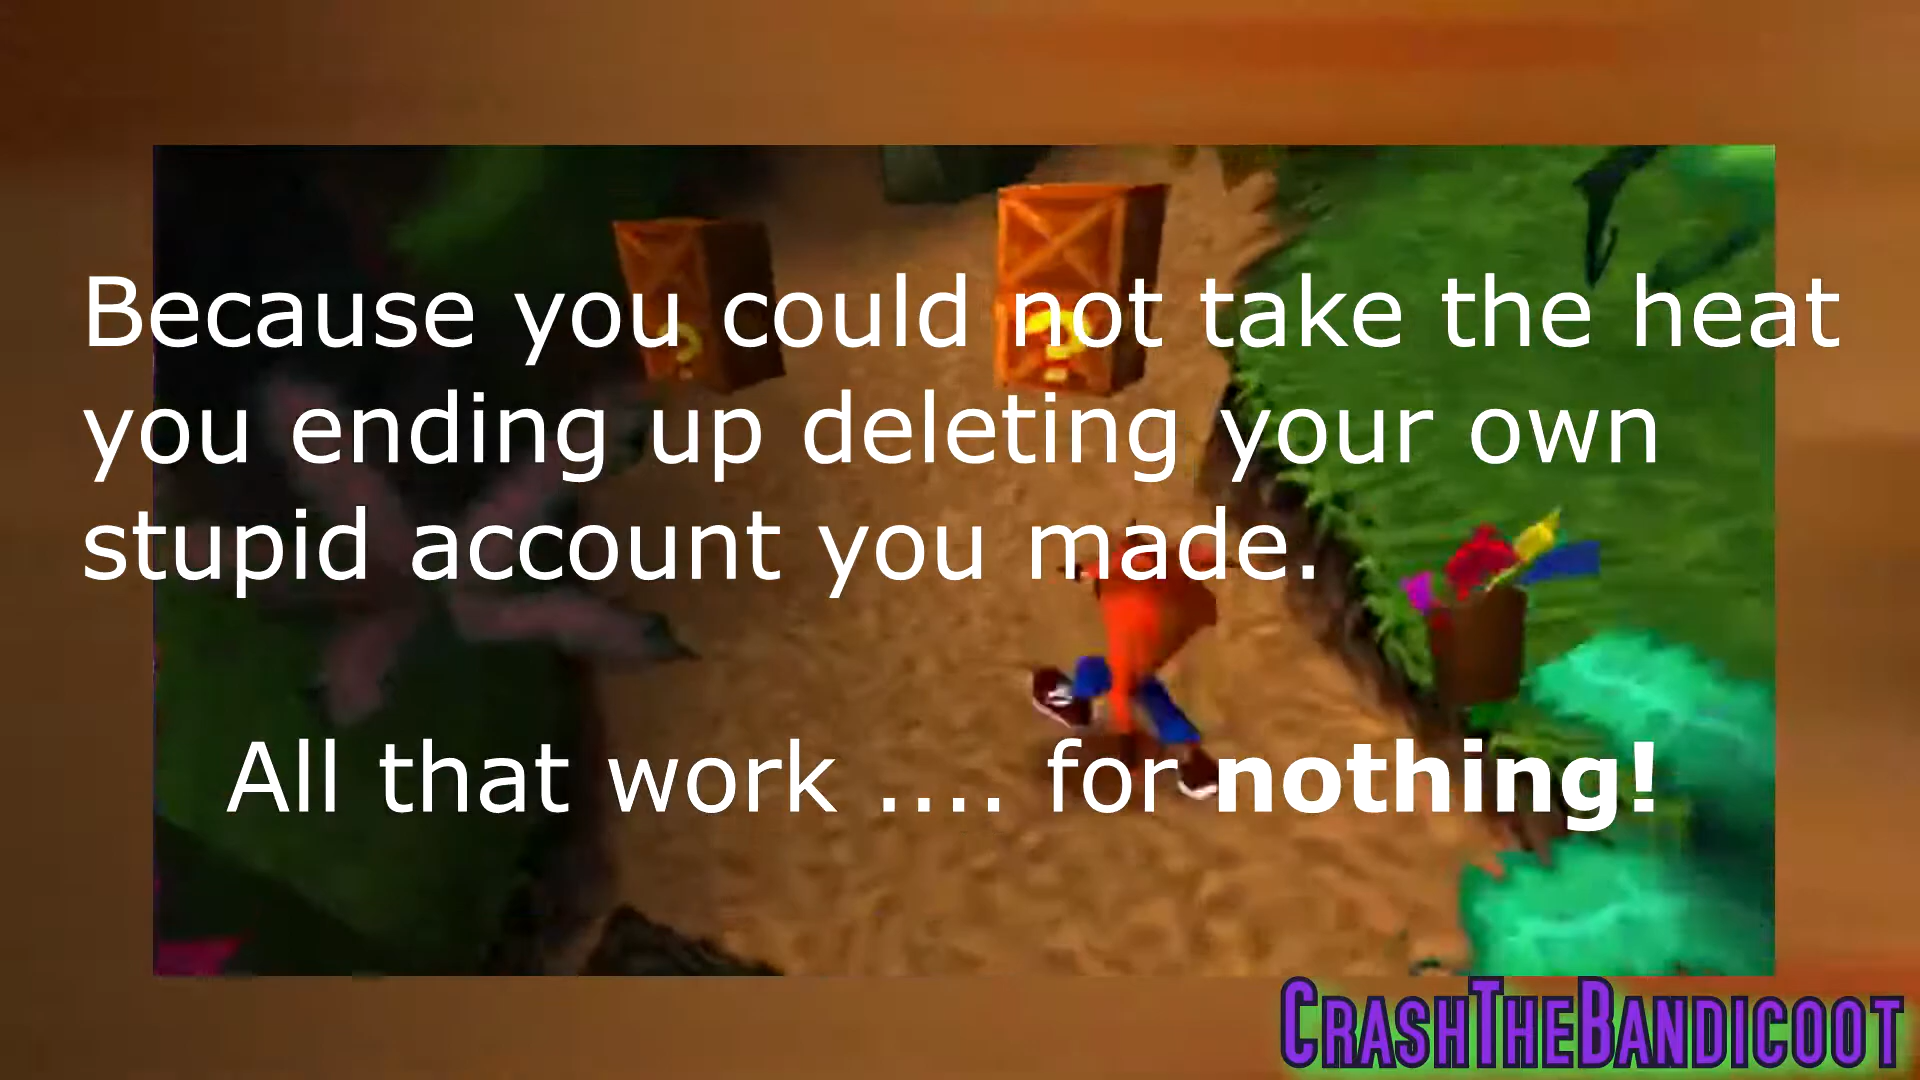 Because you could not take the heat
you ending up deleting your own
stupid account you made.
All that work .... for nothing!
CRASHTHEBANDICOOT